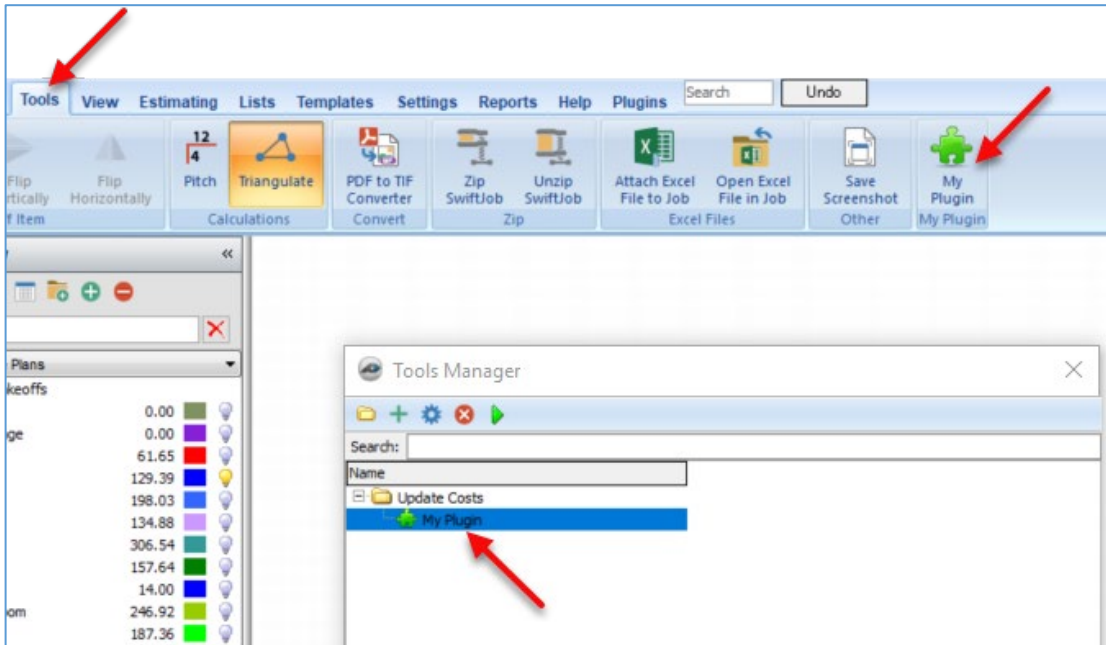 Tools View Estimating Lists Templates Settings Reports Help Plugins Search Undo
12
4
Flip Flip Pitch Triangulate PDF to TIF Zip Unzip Attach Excel Open Excel Save My
rtically Horizontally Converter SwiftJob SwiftJob File to Job File in Job Screenshot Plugin
f Item Calculations Convert Zip Excel Files Other My Plugin
Plans
keoffs
0.00
ge 0.00
61.65
129.39
198.03
134.88
306.54
157.64
14.00
om 246.92
187.36
Tools Manager
Search:
Name
Update Costs
My Plugin